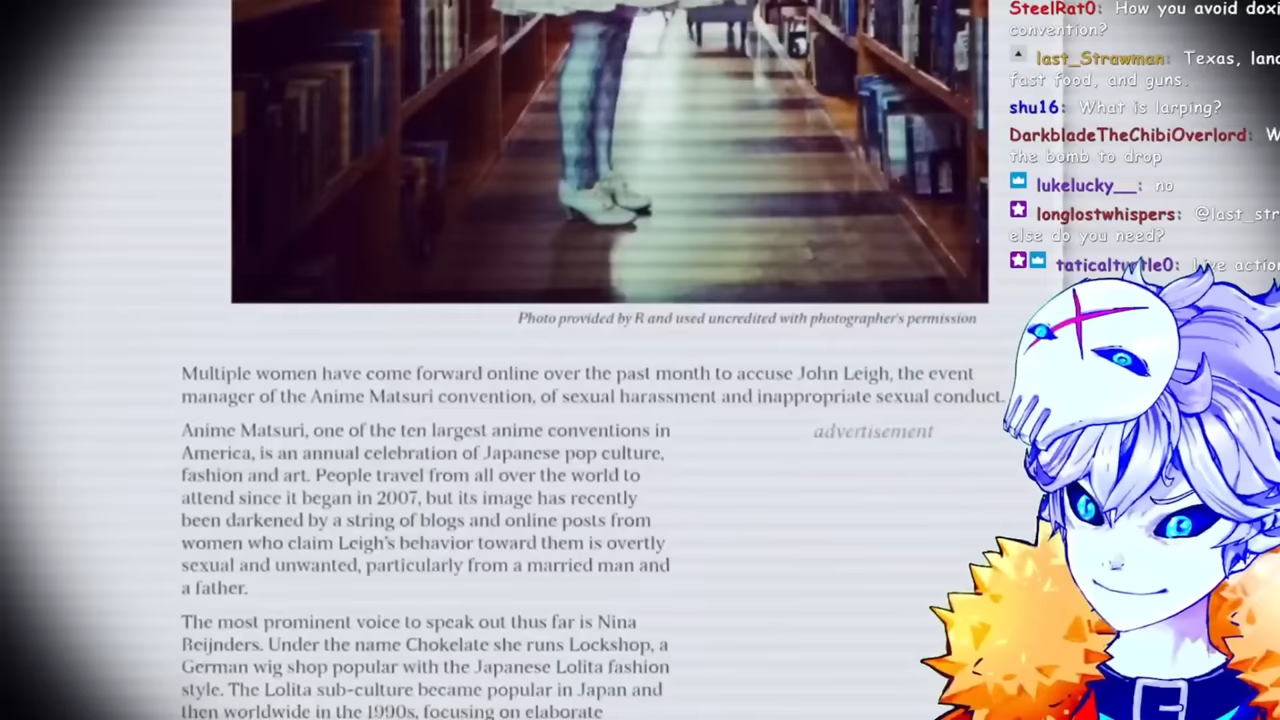 SteelRat0: How you avoid doxi
convention?
last_Strawman: Texas, land
fast food, and guns.
shu16: What is larping?
DarkbladeTheChibiOverlord: W
the bomb to drop
lukelucky__: no
longlostwhispers: @last_str
else do you need?
taticalturtle0: Live action
Photo provided by R and used uncredited with photographer's permission
Multiple women have come forward online over the past month to accuse John Leigh, the event
manager of the Anime Matsuri convention, of sexual harassment and inappropriate sexual conduct.
Anime Matsuri, one of the ten largest anime conventions in
America, is an annual celebration of Japanese pop culture,
fashion and art. People travel from all over the world to
attend since it began in 2007, but its image has recently
been darkened by a string of blogs and online posts from
women who claim Leigh's behavior toward them is overtly
sexual and unwanted, particularly from a married man and
a father.
advertisement
The most prominent voice to speak out thus far is Nina
Reijnders. Under the name Chokelate she runs Lockshop, a
German wig shop popular with the Japanese Lolita fashion
style. The Lolita sub-culture became popular in Japan and
then worldwide in the 1990s, focusing on elaborate